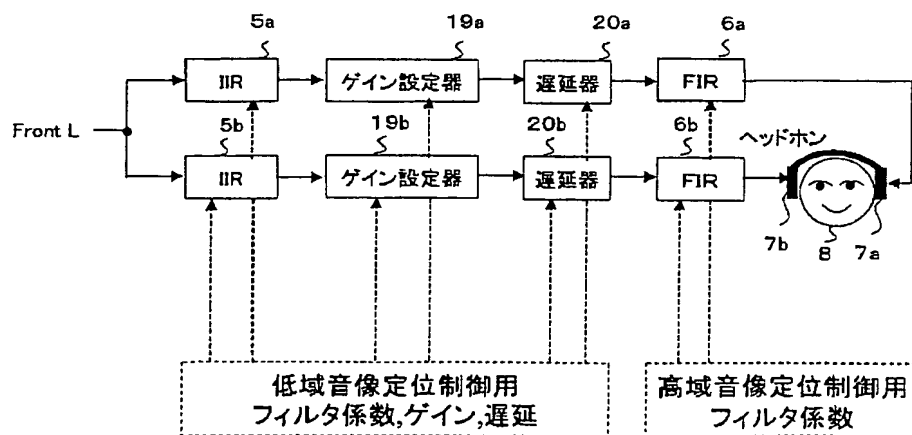 5a
19a
20a
6a
IIR
ゲイン設定器
遅延器
FIR
Front L
5b
19b
20b
6b
ヘッドホン
IIR
ゲイン設定器
遅延器
FIR
7b
8
7a
低域音像定位制御用
フィルタ係数,ゲイン,遅延
高域音像定位制御用
フィルタ係数